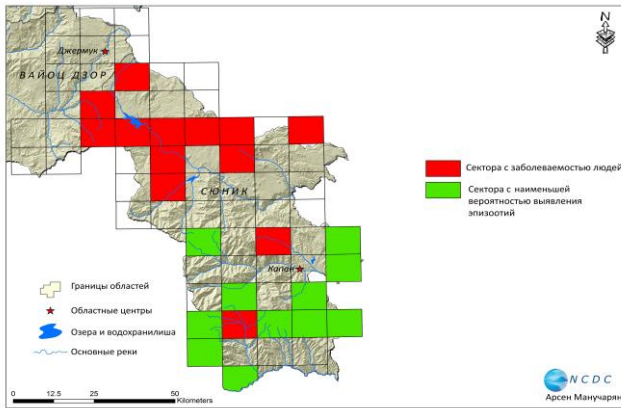 N
Джермук
ВАЙОЦ ДЗОР
Сектора с заболеваемостью людей
Сектора с наименьшей
вероятностью выявления
эпизоотий
СЮНИК
Капан
Границы областей
Областные центры
Озера и водохранилиша
Основные реки
0 12.5 25 50
Kilometers
NCDC
Арсен Манучарян